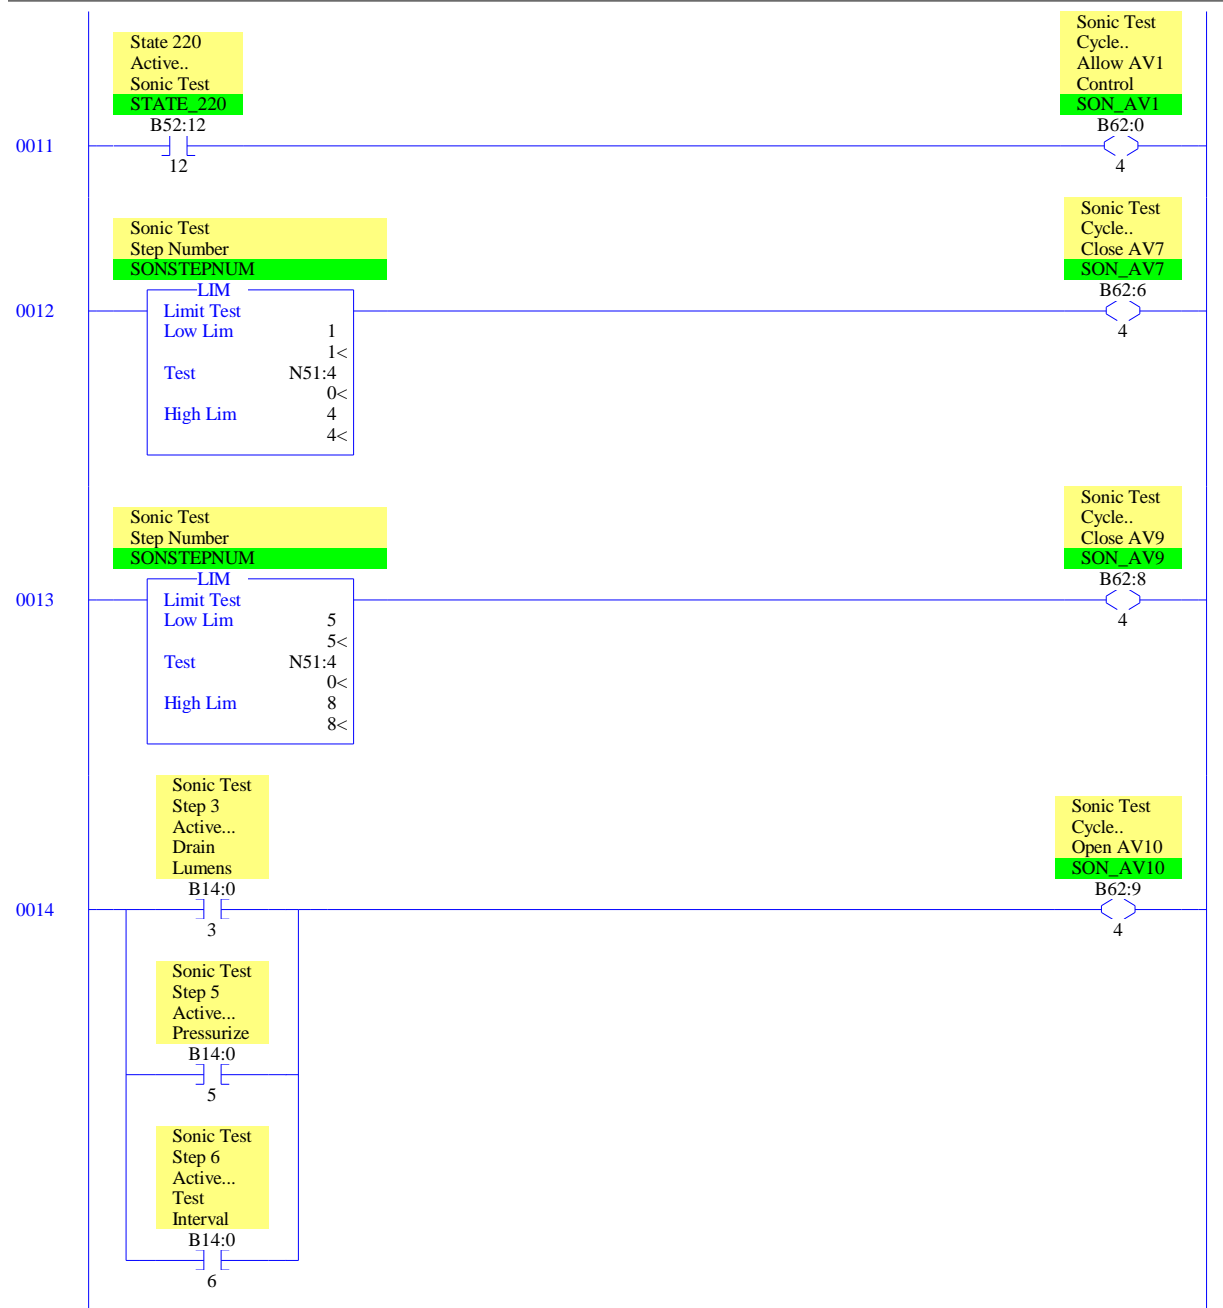 State 220
Active..
Sonic Test
STATE_220
B52:12
12
Sonic Test
Cycle..
Allow AV1
Control
SON_AV1
B62:0
4
0011
Sonic Test
Step Number
SONSTEPNUM
LIM
Limit Test
Low Lim 1
1<
Test N51:4
0<
High Lim 4
4<
Sonic Test
Cycle..
Close AV7
SON_AV7
B62:6
4
0012
Sonic Test
Step Number
SONSTEPNUM
LIM
Limit Test
Low Lim 5
5<
Test N51:4
0<
High Lim 8
8<
Sonic Test
Cycle..
Close AV9
SON_AV9
B62:8
4
0013
Sonic Test
Step 3
Active...
Drain
Lumens
B14:0
3
Sonic Test
Cycle..
Open AV10
SON_AV10
B62:9
4
0014
Sonic Test
Step 5
Active...
Pressurize
B14:0
5
Sonic Test
Step 6
Active...
Test
Interval
B14:0
6